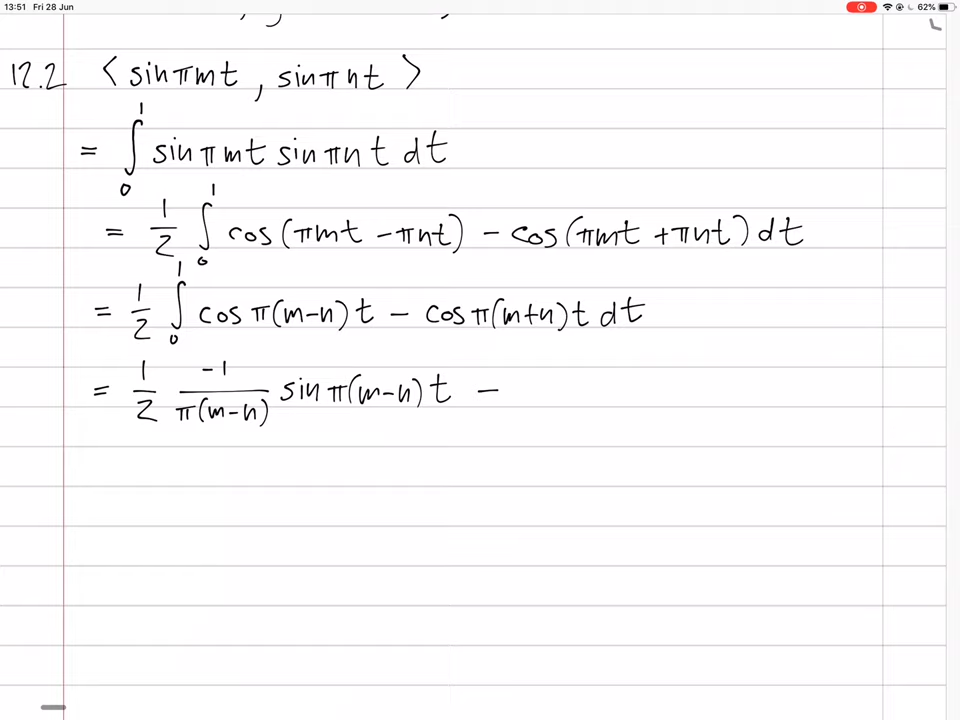 13:51 Fri 28 Jun 62%
12.2 ⟨ sin πmt , sin πnt ⟩
= ∫₀¹ sin πmt sin πnt dt
= 1/2 ∫₀¹ cos(πmt − πnt) − cos(πmt + πnt) dt
= 1/2 ∫₀¹ cos π(m−n)t − cos π(m+n)t dt
= 1/2 −1/π(m−n) sin π(m−n)t −